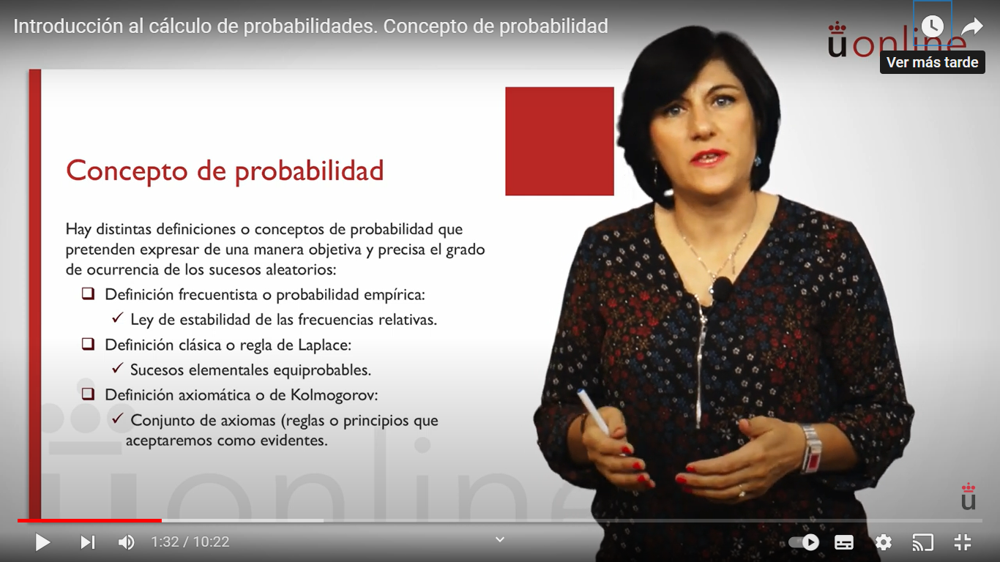 Introducción al cálculo de probabilidades. Concepto de probabilidad
uonline
Ver más tarde
Concepto de probabilidad
Hay distintas definiciones o conceptos de probabilidad que
pretenden expresar de una manera objetiva y precisa el grado
de ocurrencia de los sucesos aleatorios:
Definición frecuentista o probabilidad empírica:
Ley de estabilidad de las frecuencias relativas.
Definición clásica o regla de Laplace:
Sucesos elementales equiprobables.
Definición axiomática o de Kolmogorov:
Conjunto de axiomas (reglas o principios que
aceptaremos como evidentes.
uonline
u
1:32 / 10:22